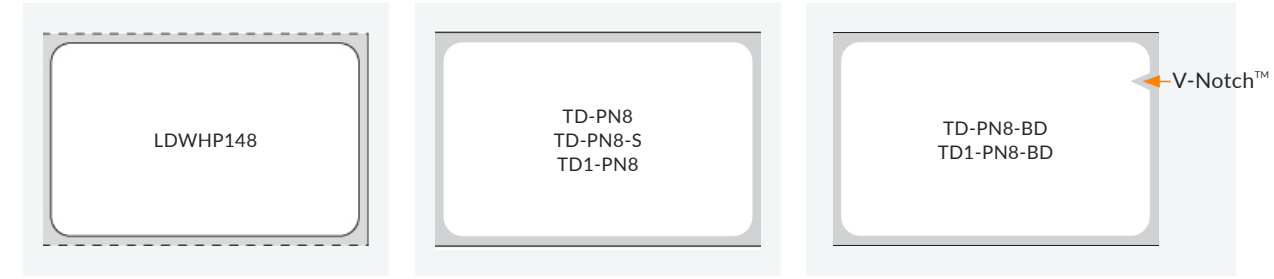 LDWHP148
TD-PN8
TD-PN8-S
TD1-PN8
TD-PN8-BD
TD1-PN8-BD
V-Notch™